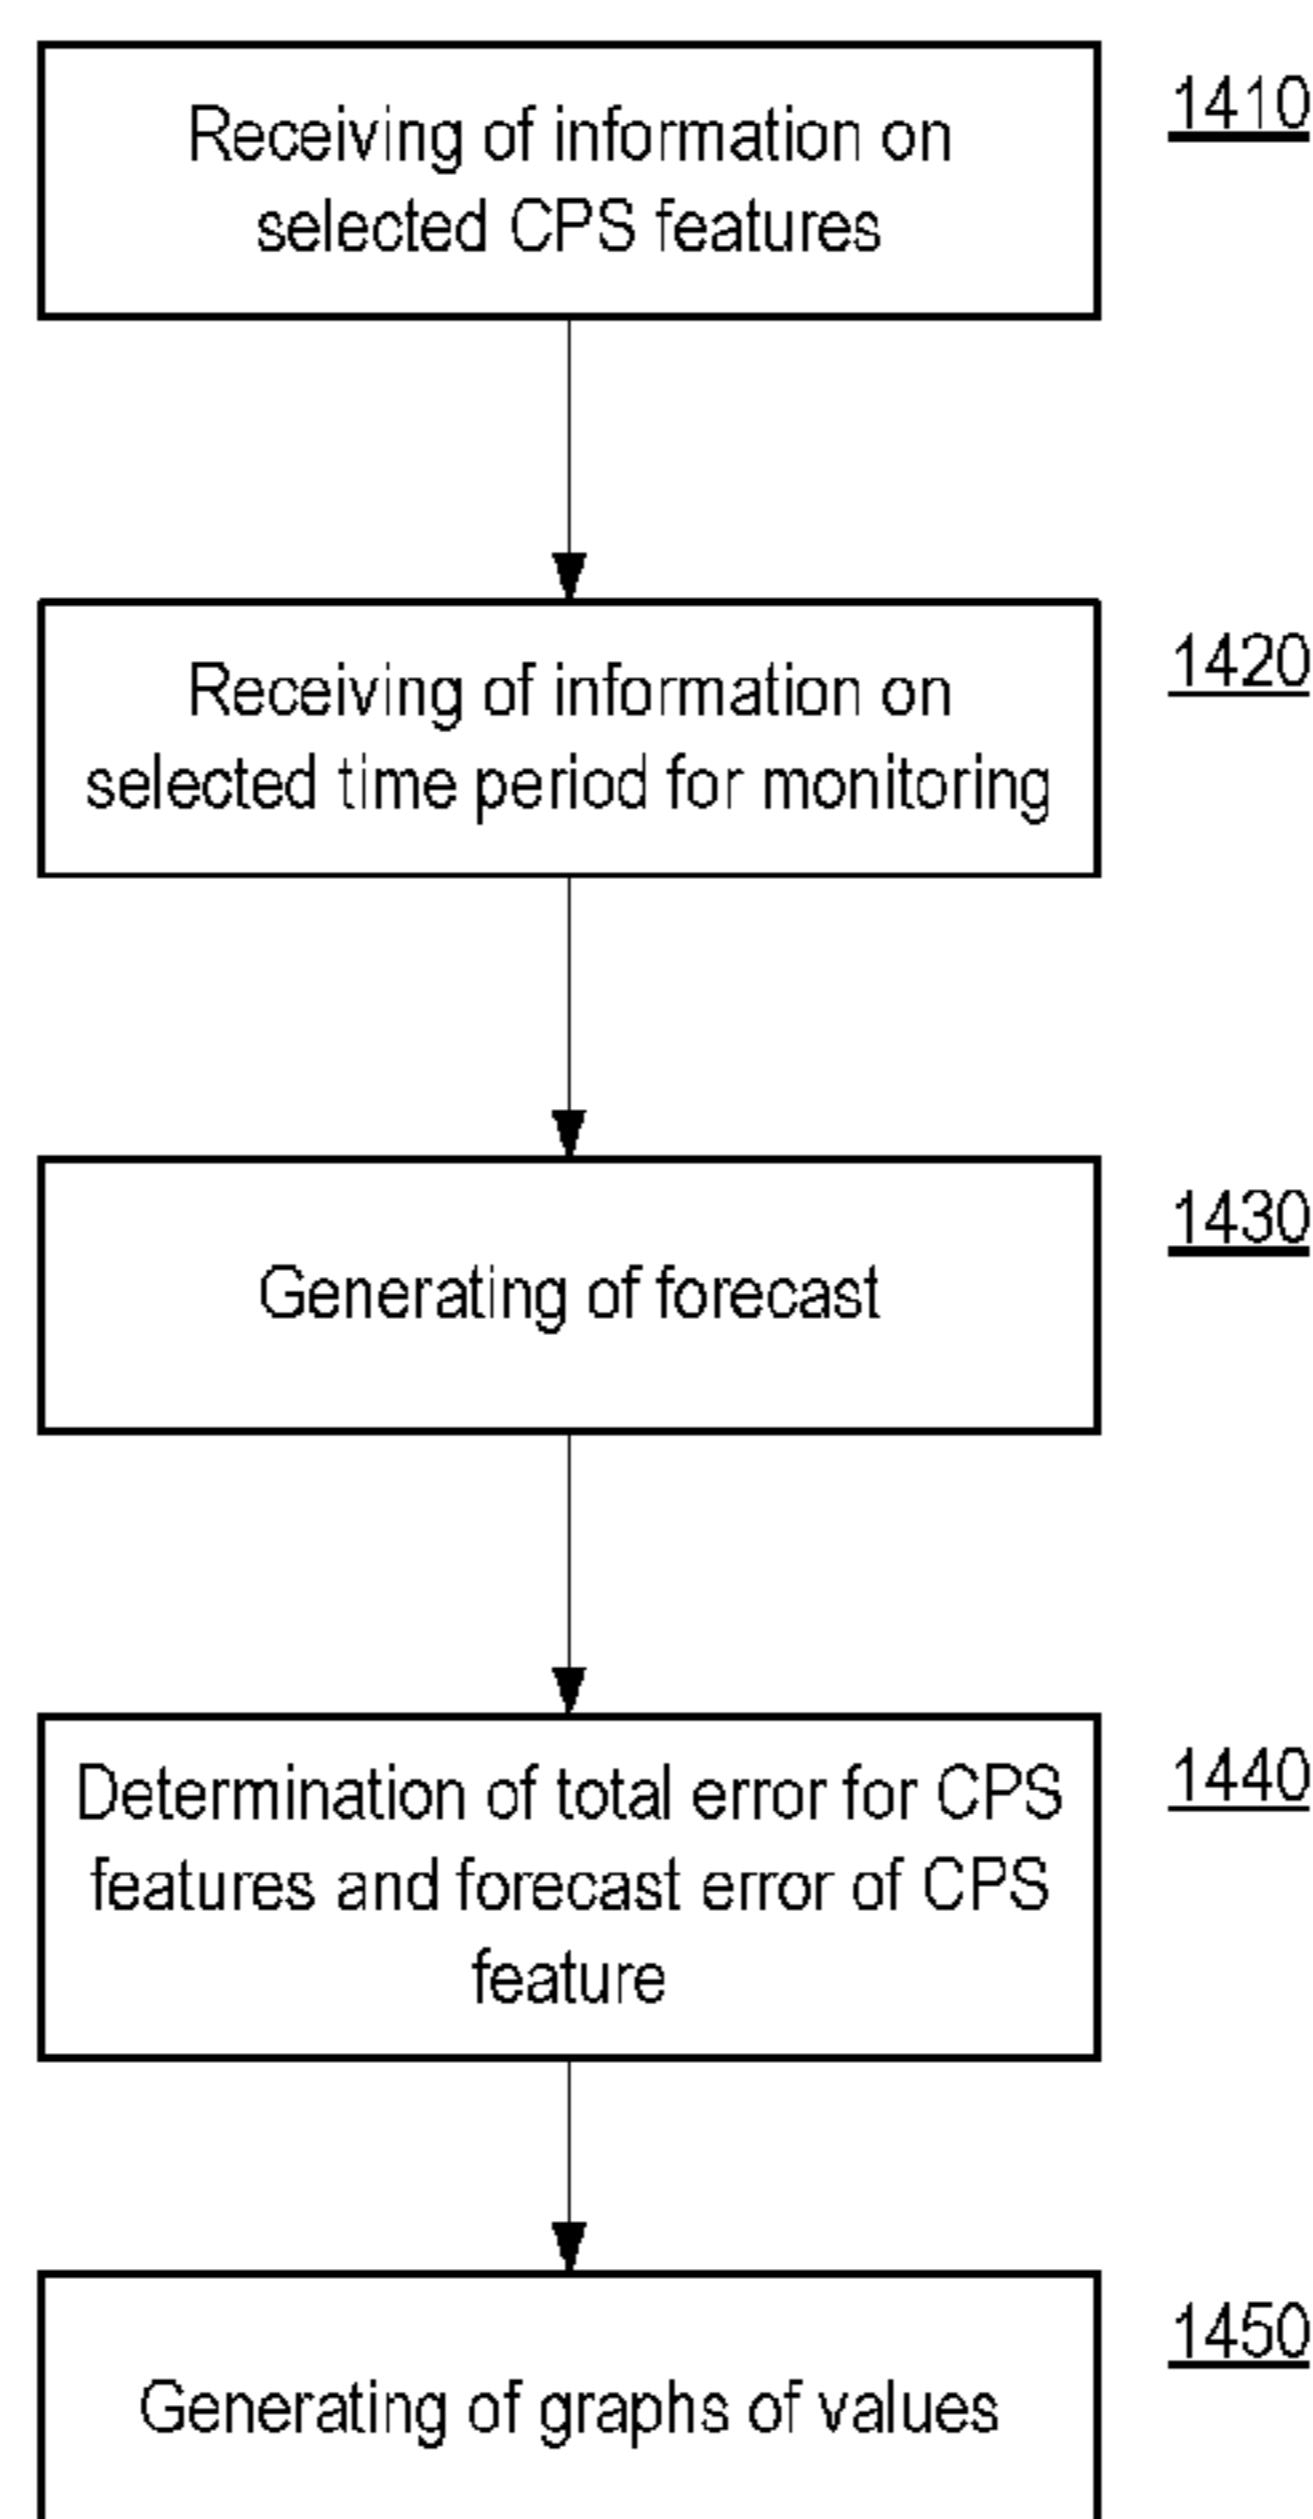 Receiving of information on
selected CPS features
1410
Receiving of information on
selected time period for monitoring
1420
Generating of forecast
1430
Determination of total error for CPS
features and forecast error of CPS
feature
1440
Generating of graphs of values
1450